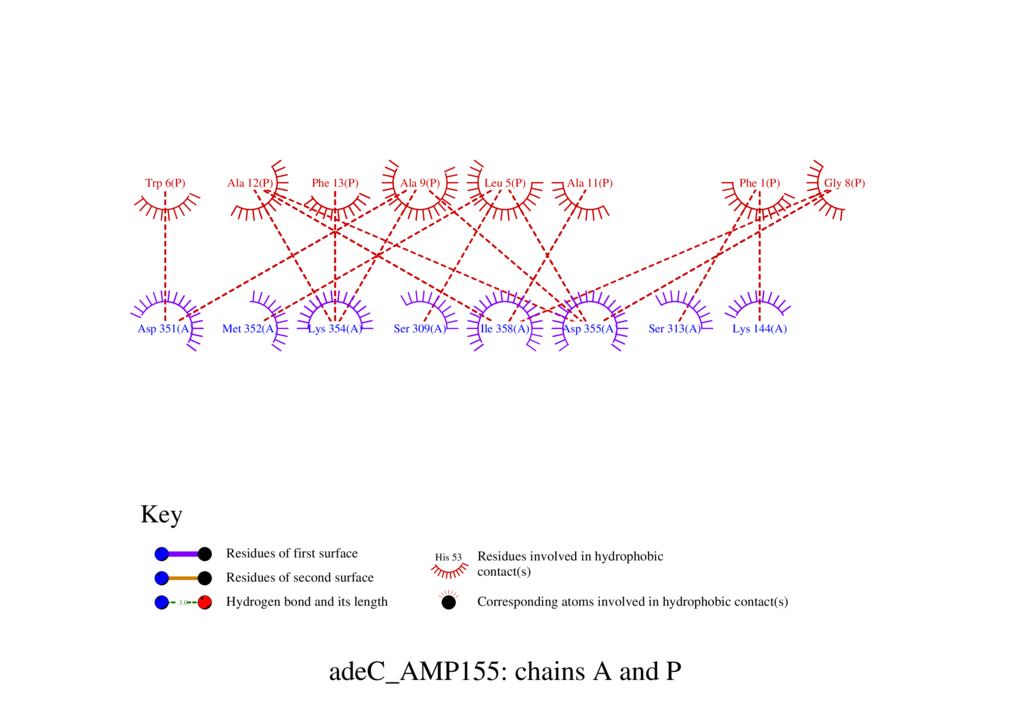 Trp 6(P) Ala 12(P) Phe 13(P) Ala 9(P) Leu 5(P) Ala 11(P) Phe 1(P) Gly 8(P)
Asp 351(A) Met 352(A) Lys 354(A) Ser 309(A) Ile 358(A) Asp 355(A) Ser 313(A) Lys 144(A)
Key
Residues of first surface
Residues of second surface
3.0
Hydrogen bond and its length
His 53
Residues involved in hydrophobic
contact(s)
Corresponding atoms involved in hydrophobic contact(s)
adeC_AMP155: chains A and P